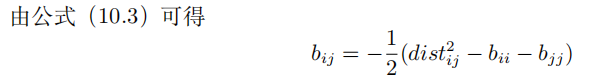 由公式（10.3）可得
b_{ij} = -\frac{1}{2}(dist_{ij}^2 - b_{ii} - b_{jj})